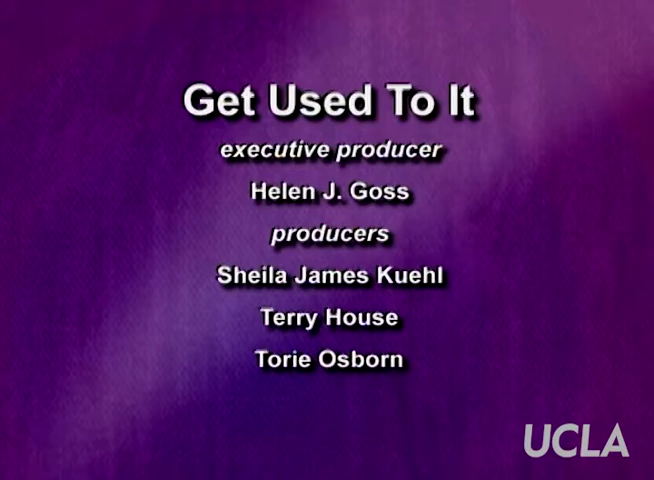 Get Used To It
executive producer
Helen J. Goss
producers
Sheila James Kuehl
Terry House
Torie Osborn
UCLA